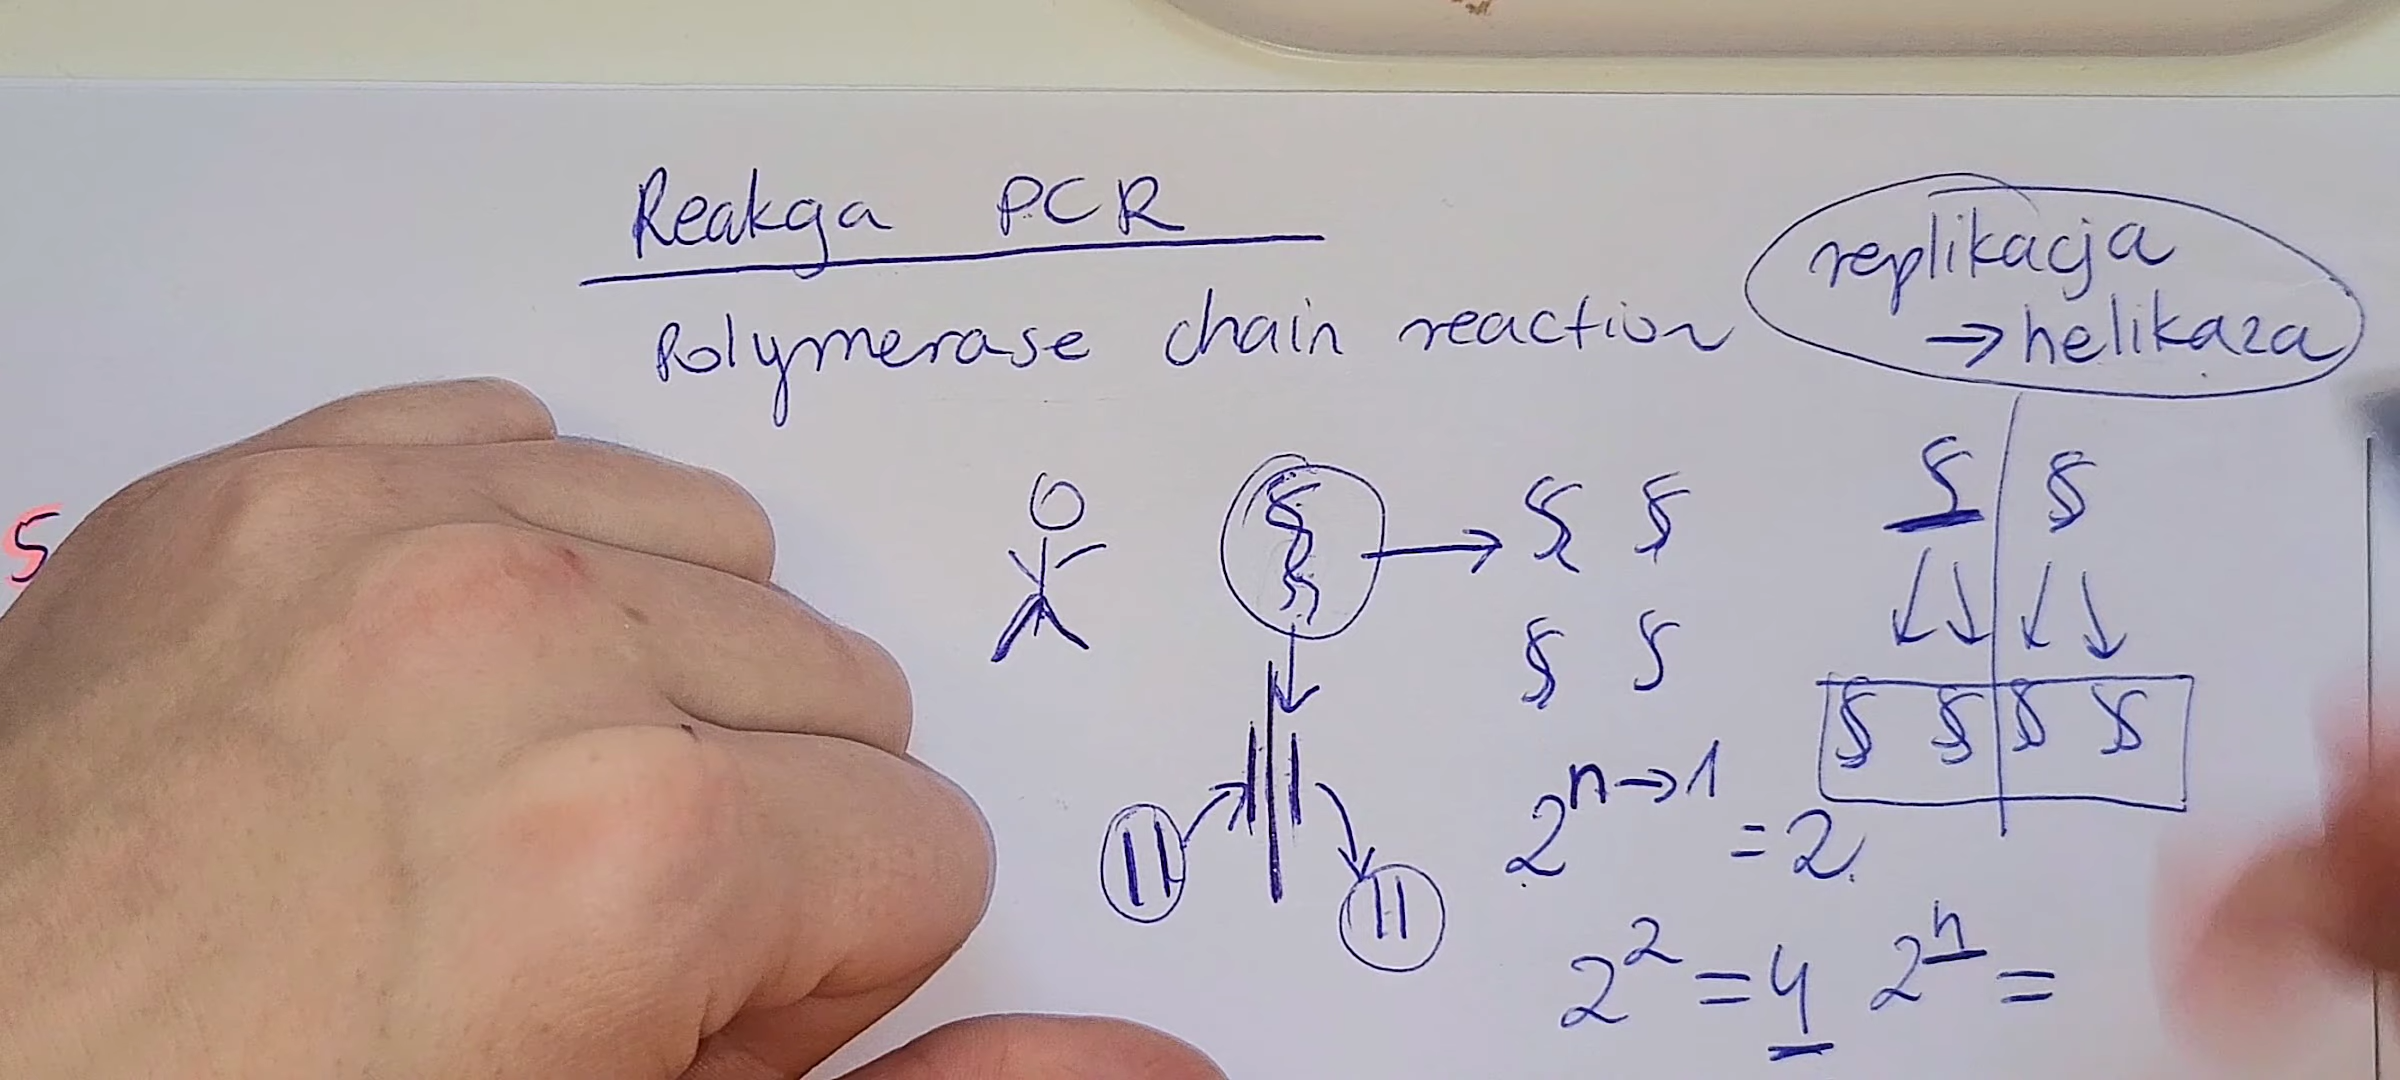 Reakcja PCR
Polymerase chain reaction
replikacja
→ helikaza
2^n→1 = 2
2^2 = 4 2^n =